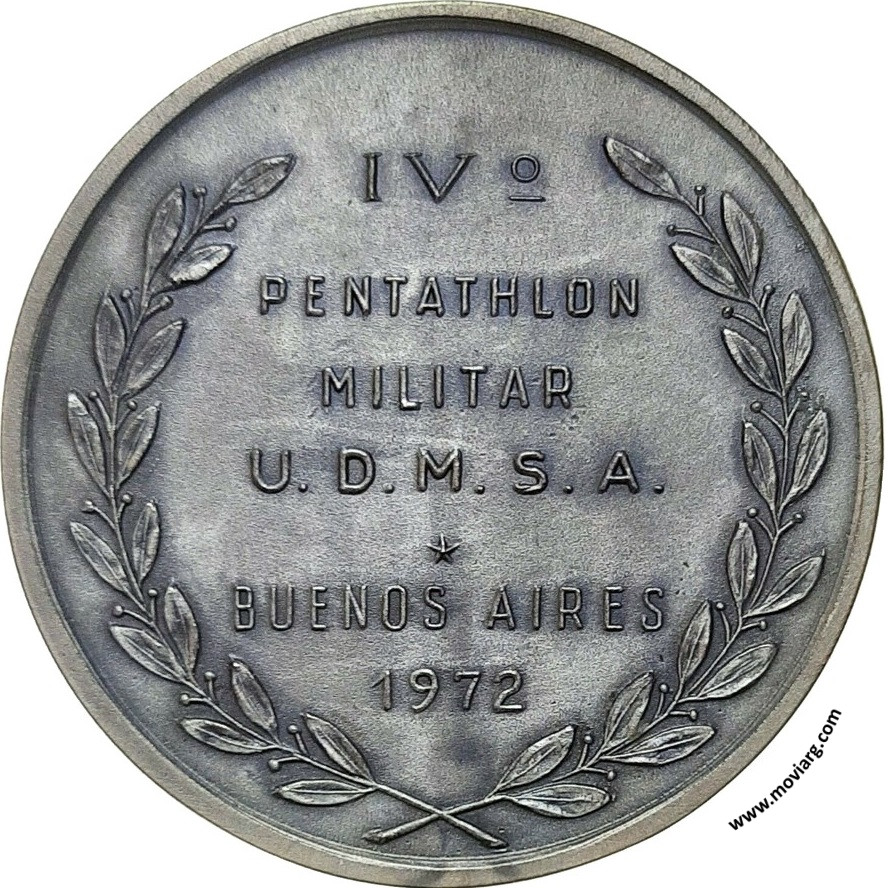 IVº
PENTATHLON
MILITAR
U.D.M.S.A.
BUENOS AIRES
1972
www.moviarg.com